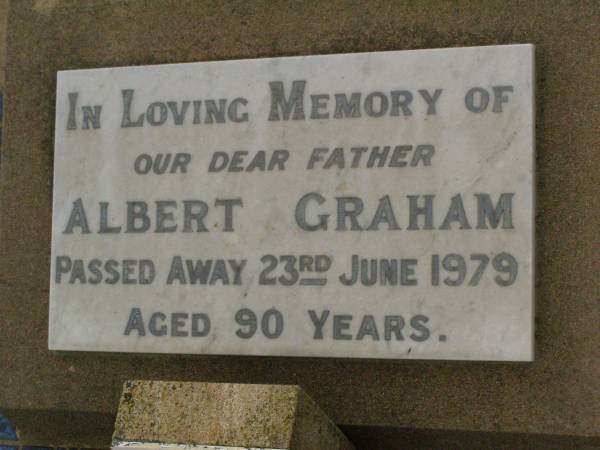 IN LOVING MEMORY OF
OUR DEAR FATHER
ALBERT GRAHAM
PASSED AWAY 23RD JUNE 1979
AGED 90 YEARS.